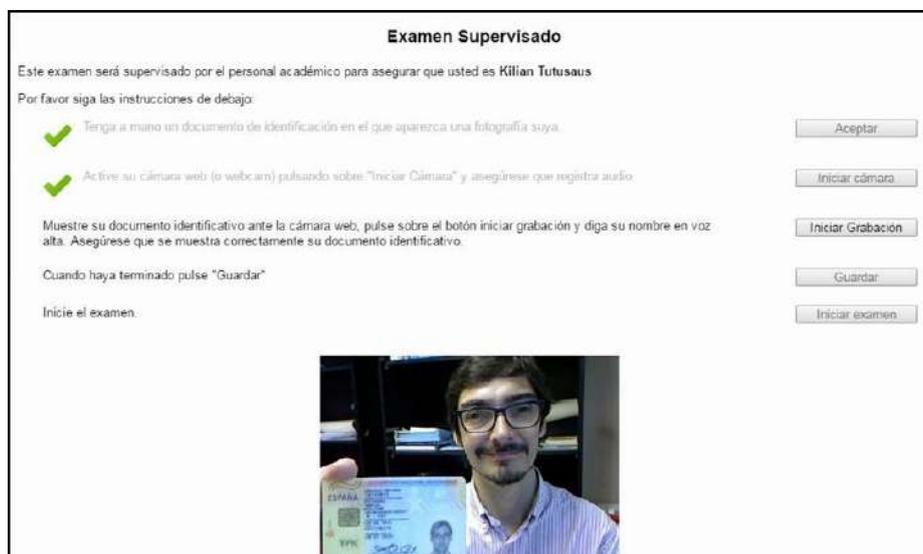 Examen Supervisado
Este examen será supervisado por el personal académico para asegurar que usted es Kilian Tutusaus
Por favor siga las instrucciones de debajo:
Tenga a mano un documento de identificación en el que aparezca una fotografía suya.
Aceptar
Active su cámara web (o webcam) pulsando sobre "Iniciar Cámara" y asegúrese que registra audio
Iniciar cámara
Muestre su documento identificativo ante la cámara web, pulse sobre el botón iniciar grabación y diga su nombre en voz
alta. Asegúrese que se muestra correctamente su documento identificativo.
Iniciar Grabación
Cuando haya terminado pulse "Guardar"
Guardar
Inicie el examen.
Iniciar examen
ESPAÑA